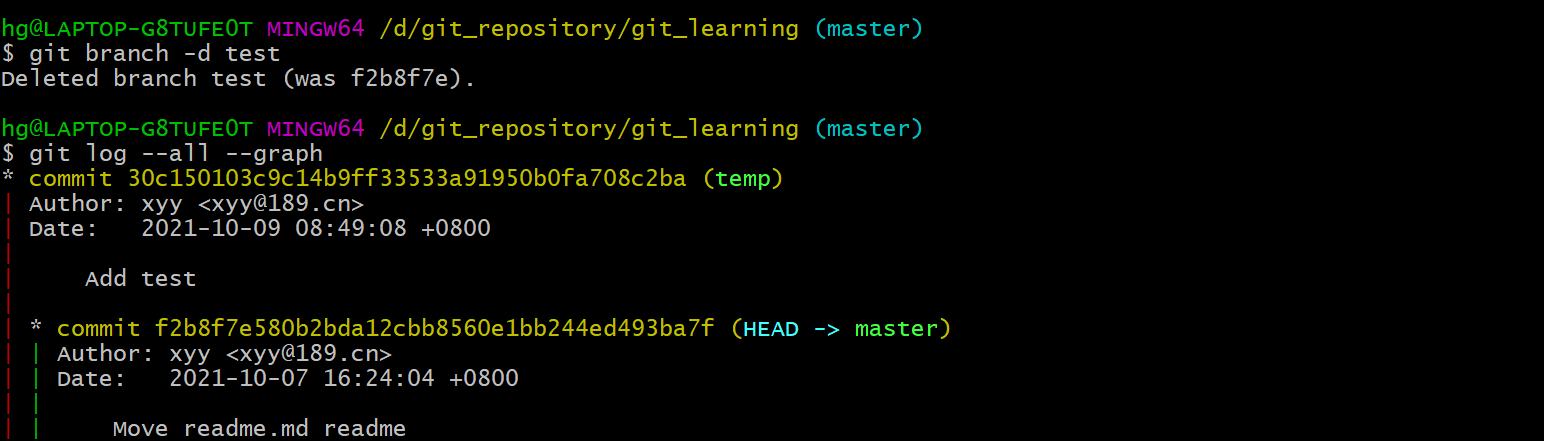 hg@LAPTOP-G8TUFE0T MINGW64 /d/git_repository/git_learning (master)
$ git branch -d test
Deleted branch test (was f2b8f7e).
hg@LAPTOP-G8TUFE0T MINGW64 /d/git_repository/git_learning (master)
$ git log --all --graph
* commit 30c150103c9c14b9ff33533a91950b0fa708c2ba (temp)
| Author: xyy <xyy@189.cn>
| Date:   2021-10-09 08:49:08 +0800
|
|     Add test
|
| * commit f2b8f7e580b2bda12cbb8560e1bb244ed493ba7f (HEAD -> master)
| | Author: xyy <xyy@189.cn>
| | Date:   2021-10-07 16:24:04 +0800
| |
| |     Move readme.md readme